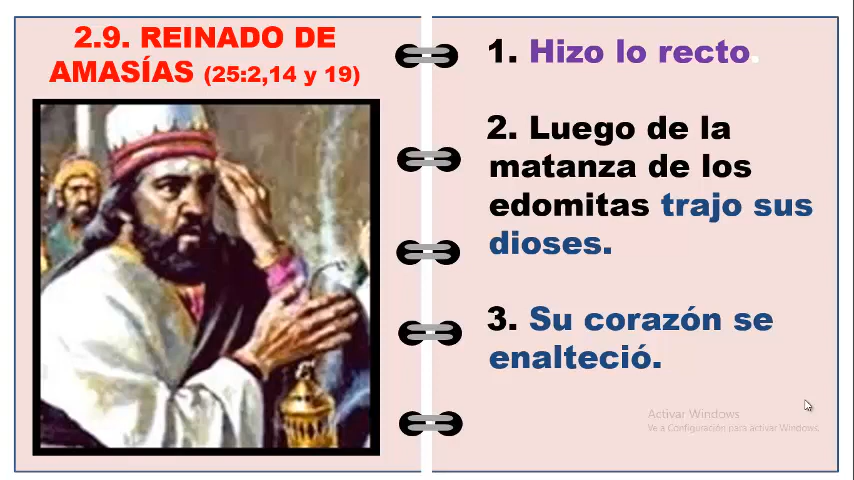 2.9. REINADO DE
AMASÍAS (25:2,14 y 19)
1. Hizo lo recto.
2. Luego de la
matanza de los
edomitas trajo sus
dioses.
3. Su corazón se
enalteció.
Activar Windows
Ve a Configuración para activar Windows.